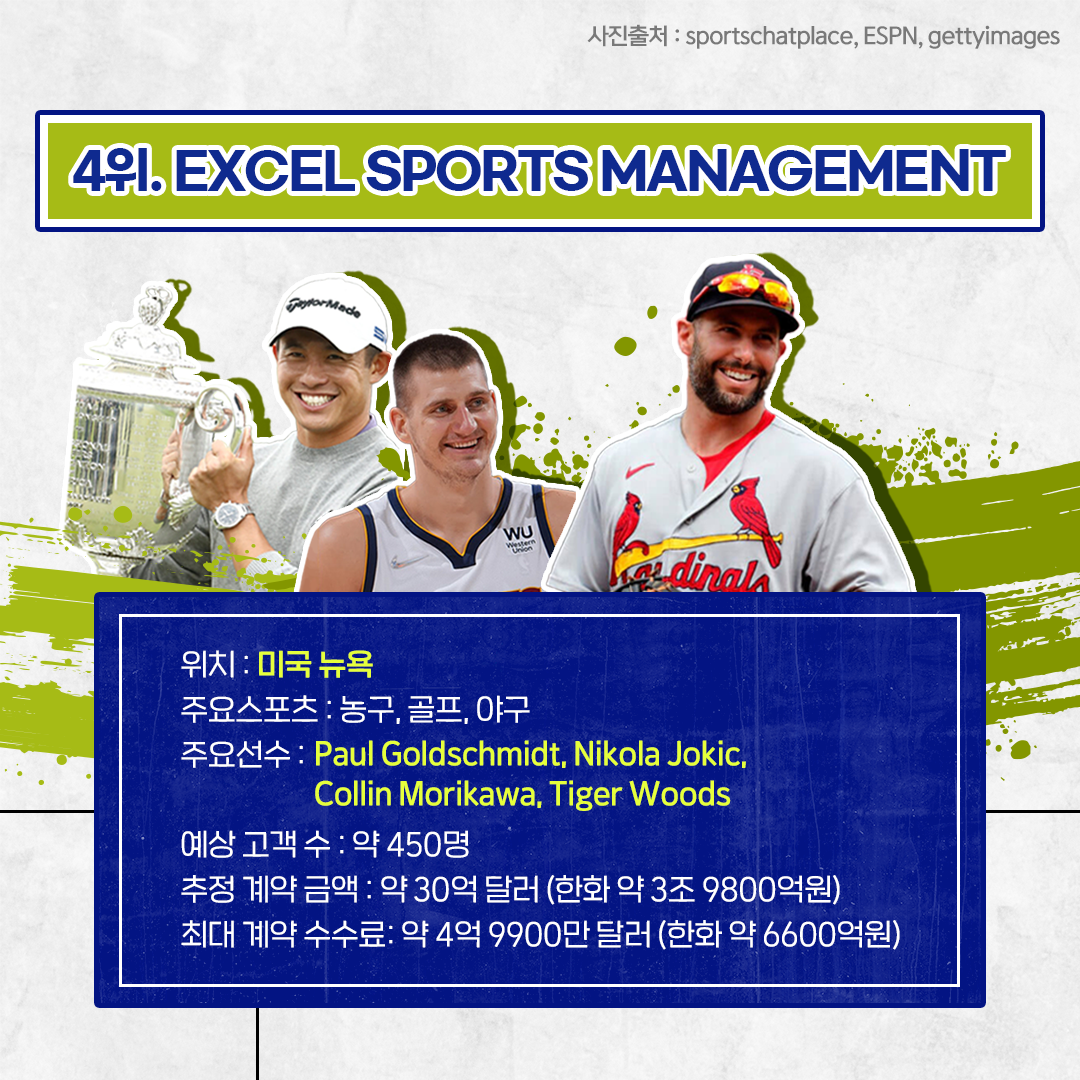 사진출처 : sportschatplace, ESPN, gettyimages
4위. EXCEL SPORTS MANAGEMENT
TaylorMade
WU
Western
Union
Cardinals
위치 : 미국 뉴욕
주요스포츠 : 농구, 골프, 야구
주요선수 : Paul Goldschmidt, Nikola Jokic,
Collin Morikawa, Tiger Woods
예상 고객 수 : 약 450명
추정 계약 금액 : 약 30억 달러 (한화 약 3조 9800억원)
최대 계약 수수료: 약 4억 9900만 달러 (한화 약 6600억원)